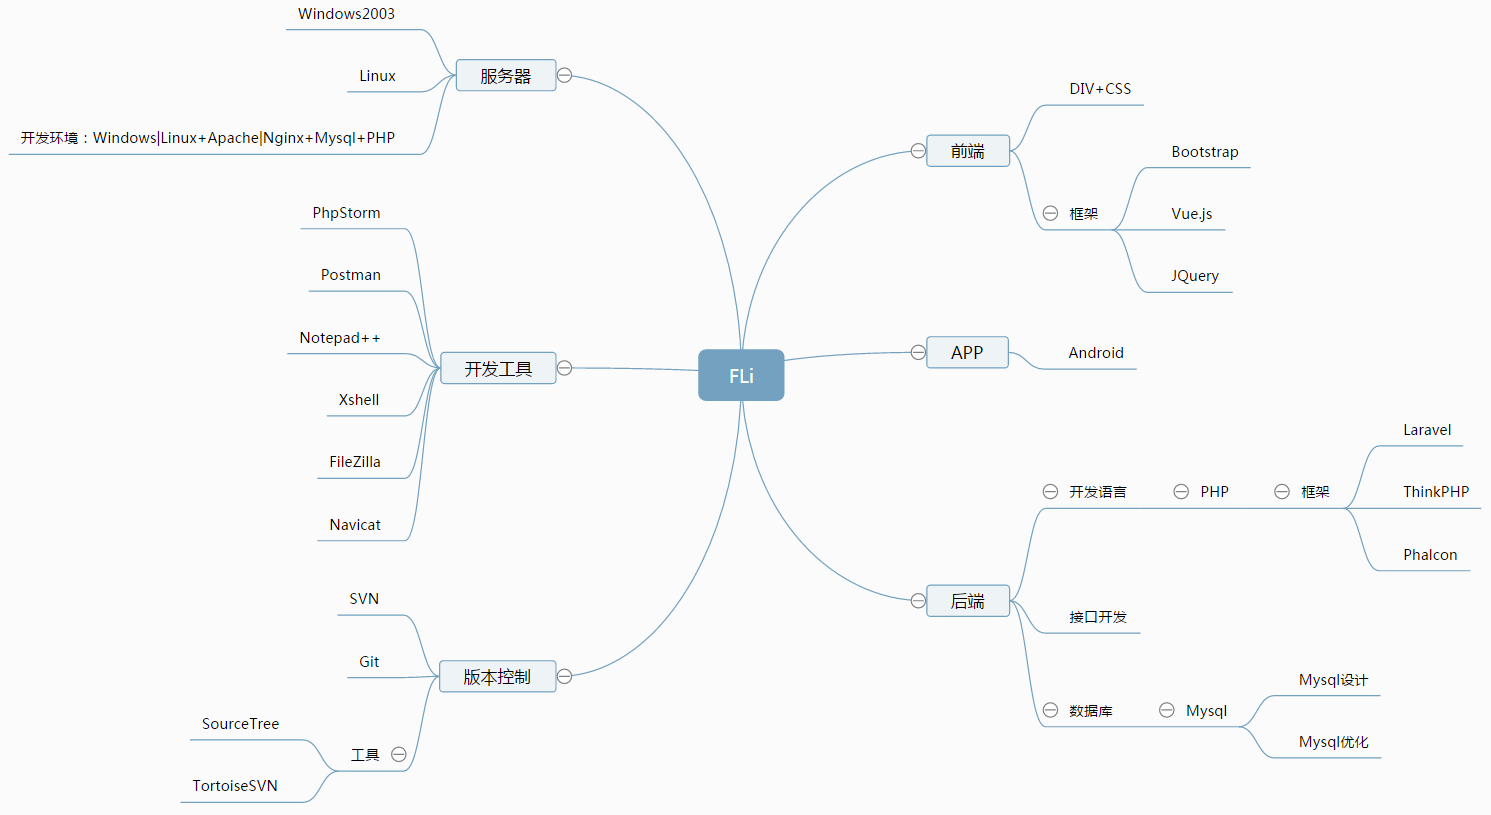 FLi
服务器
Windows2003
Linux
开发环境：Windows|Linux+Apache|Nginx+Mysql+PHP
开发工具
PhpStorm
Postman
Notepad++
Xshell
FileZilla
Navicat
版本控制
SVN
Git
工具
SourceTree
TortoiseSVN
前端
DIV+CSS
框架
Bootstrap
Vue.js
JQuery
APP
Android
后端
开发语言
PHP
框架
Laravel
ThinkPHP
Phalcon
接口开发
数据库
Mysql
Mysql设计
Mysql优化